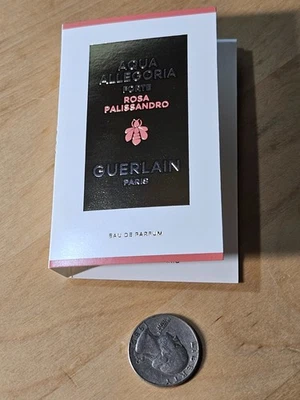 AQUA
ALLEGORIA
FORTE
ROSA
PALISSANDRO
GUERLAIN
PARIS
EAU DE PARFUM